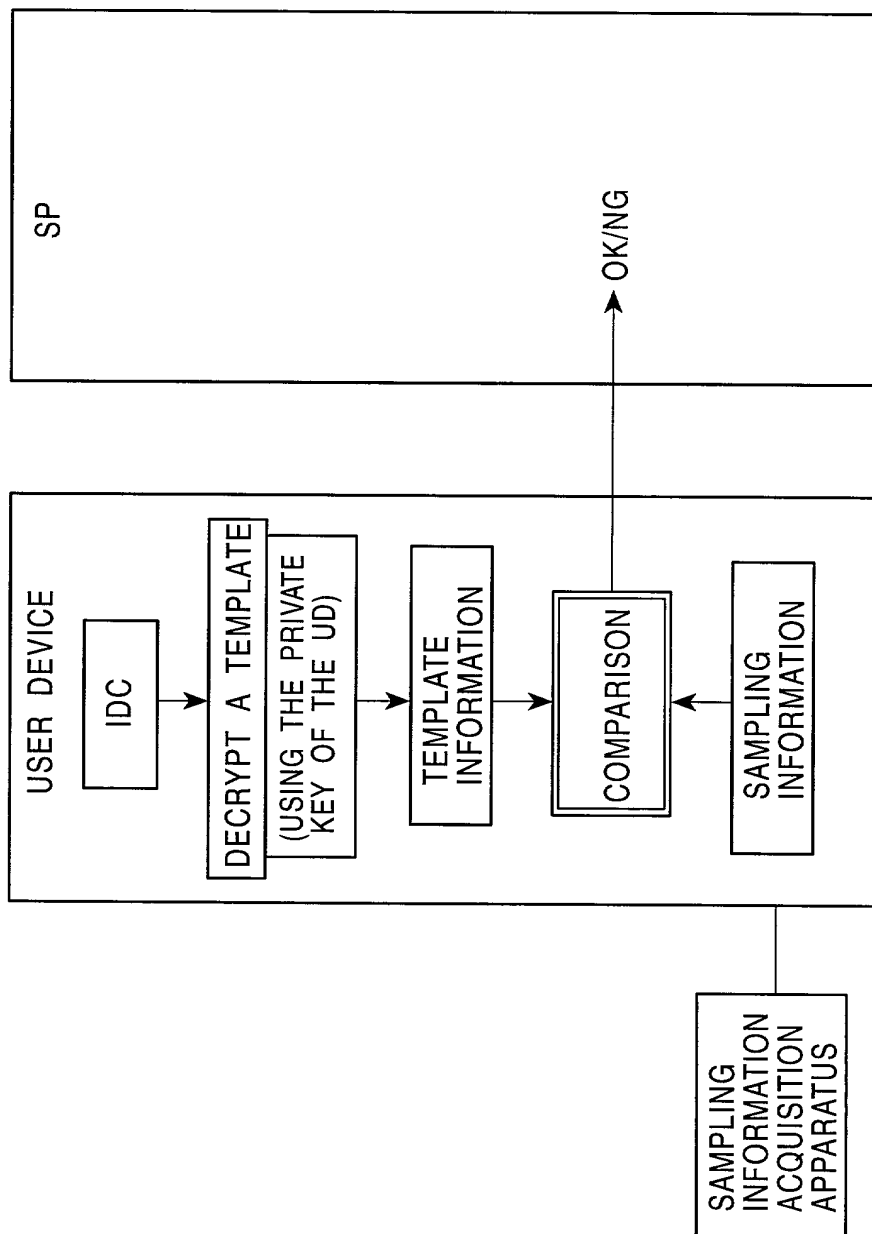 SP
OK/NG
USER DEVICE
IDC
DECRYPT A TEMPLATE
(USING THE PRIVATE
KEY OF THE UD)
TEMPLATE
INFORMATION
COMPARISON
SAMPLING
INFORMATION
SAMPLING
INFORMATION
ACQUISITION
APPARATUS